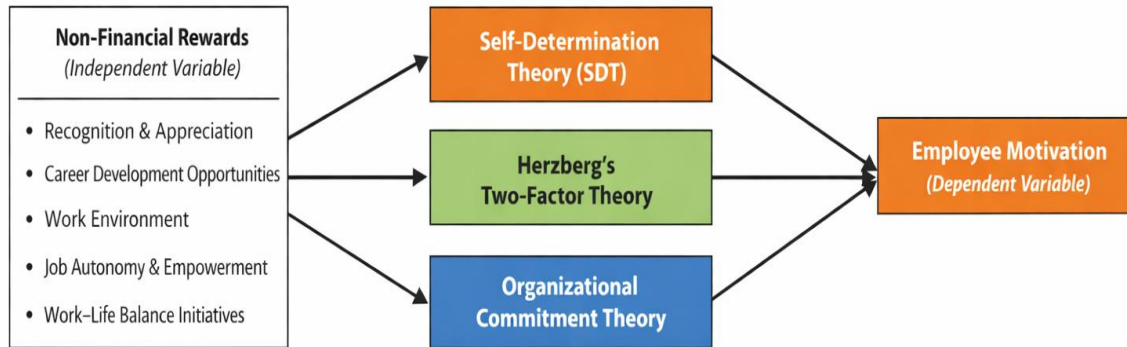 Non-Financial Rewards
(Independent Variable)
• Recognition & Appreciation
• Career Development Opportunities
• Work Environment
• Job Autonomy & Empowerment
• Work–Life Balance Initiatives
Self-Determination
Theory (SDT)
Herzberg’s
Two-Factor Theory
Organizational
Commitment Theory
Employee Motivation
(Dependent Variable)